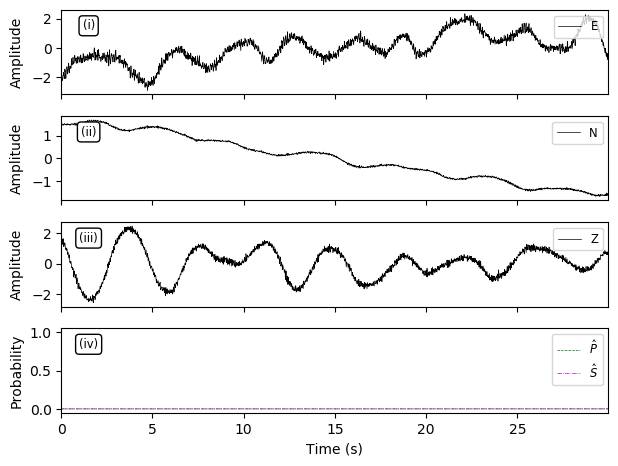 (i)
E
Amplitude
2
0
−2
(ii)
N
Amplitude
1
0
−1
(iii)
Z
Amplitude
2
0
−2
(iv)
P̂
Ŝ
Probability
1.0
0.5
0.0
0 5 10 15 20 25
Time (s)